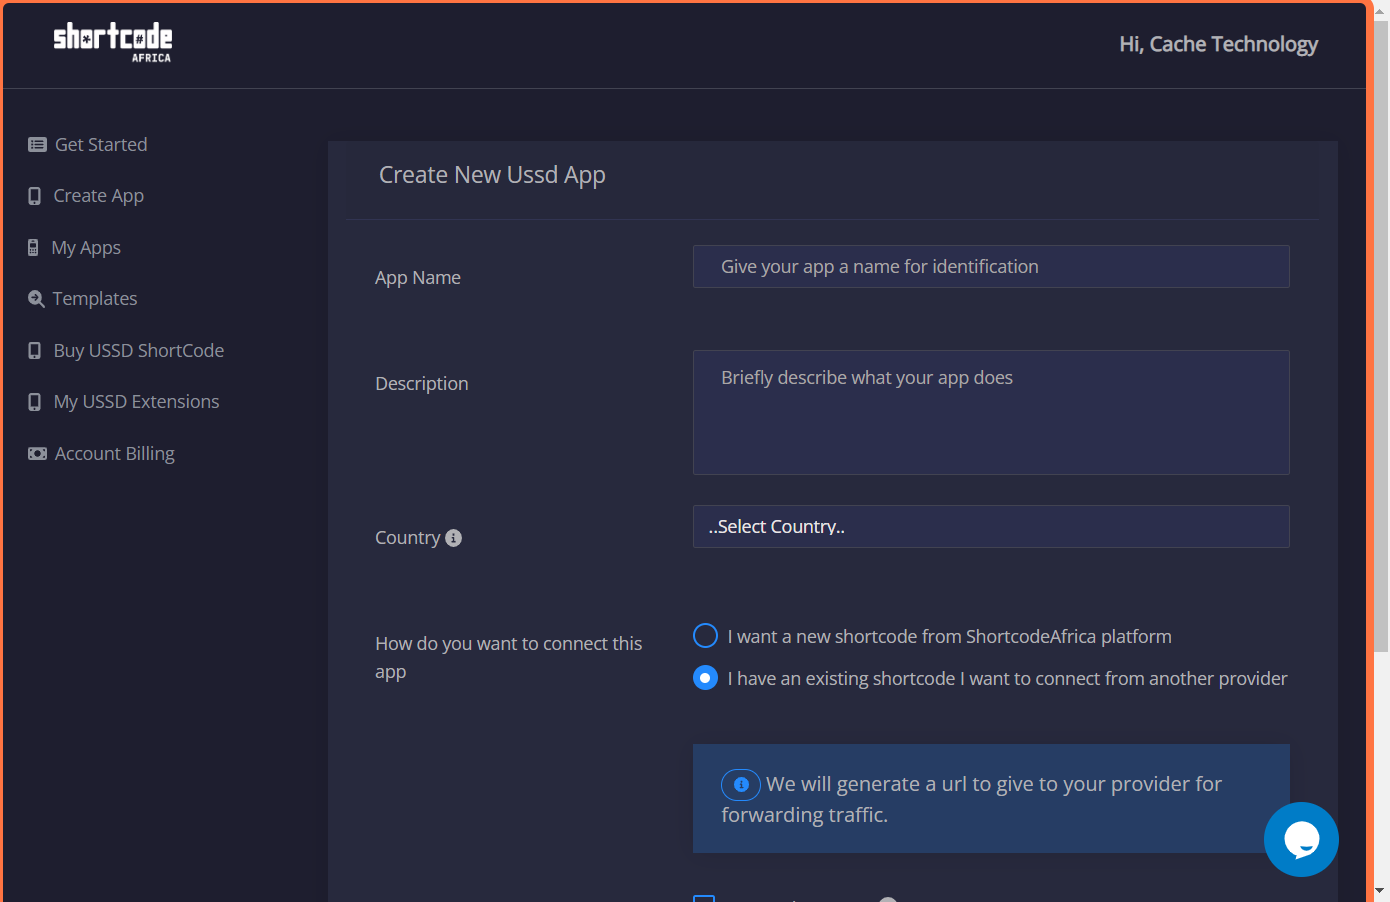 shortcode
AFRICA
Hi, Cache Technology
Get Started
Create App
My Apps
Templates
Buy USSD ShortCode
My USSD Extensions
Account Billing
Create New Ussd App
App Name
Give your app a name for identification
Description
Briefly describe what your app does
Country
..Select Country..
How do you want to connect this
app
I want a new shortcode from ShortcodeAfrica platform
I have an existing shortcode I want to connect from another provider
We will generate a url to give to your provider for
forwarding traffic.